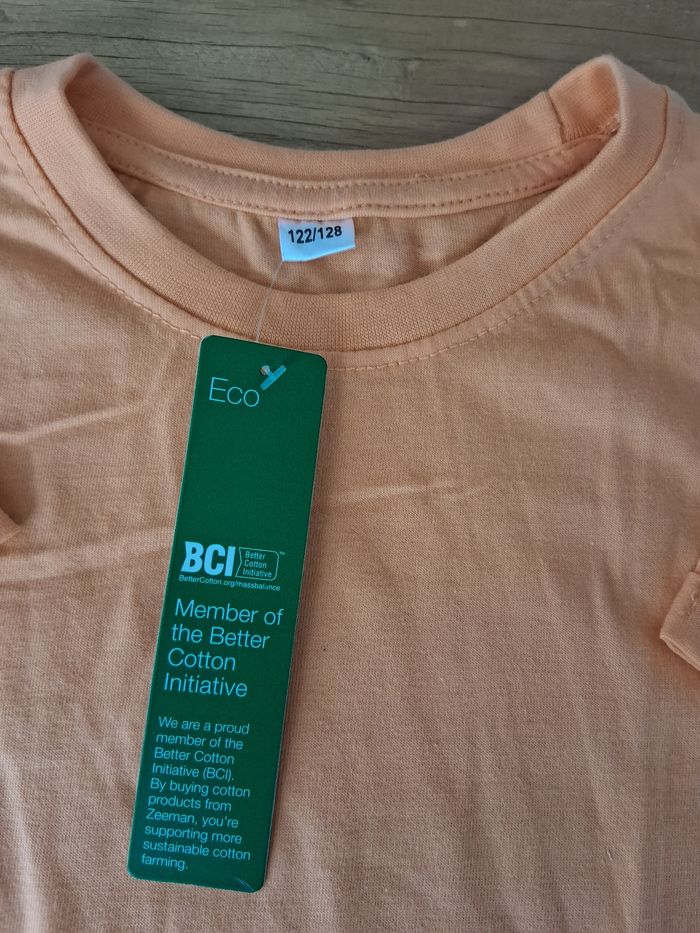 122/128
Eco
BCI
Better
Cotton
Initiative
™
BetterCotton.org/massbalance
Member of
the Better
Cotton
Initiative
We are a proud
member of the
Better Cotton
Initiative (BCI).
By buying cotton
products from
Zeeman, you're
supporting more
sustainable cotton
farming.